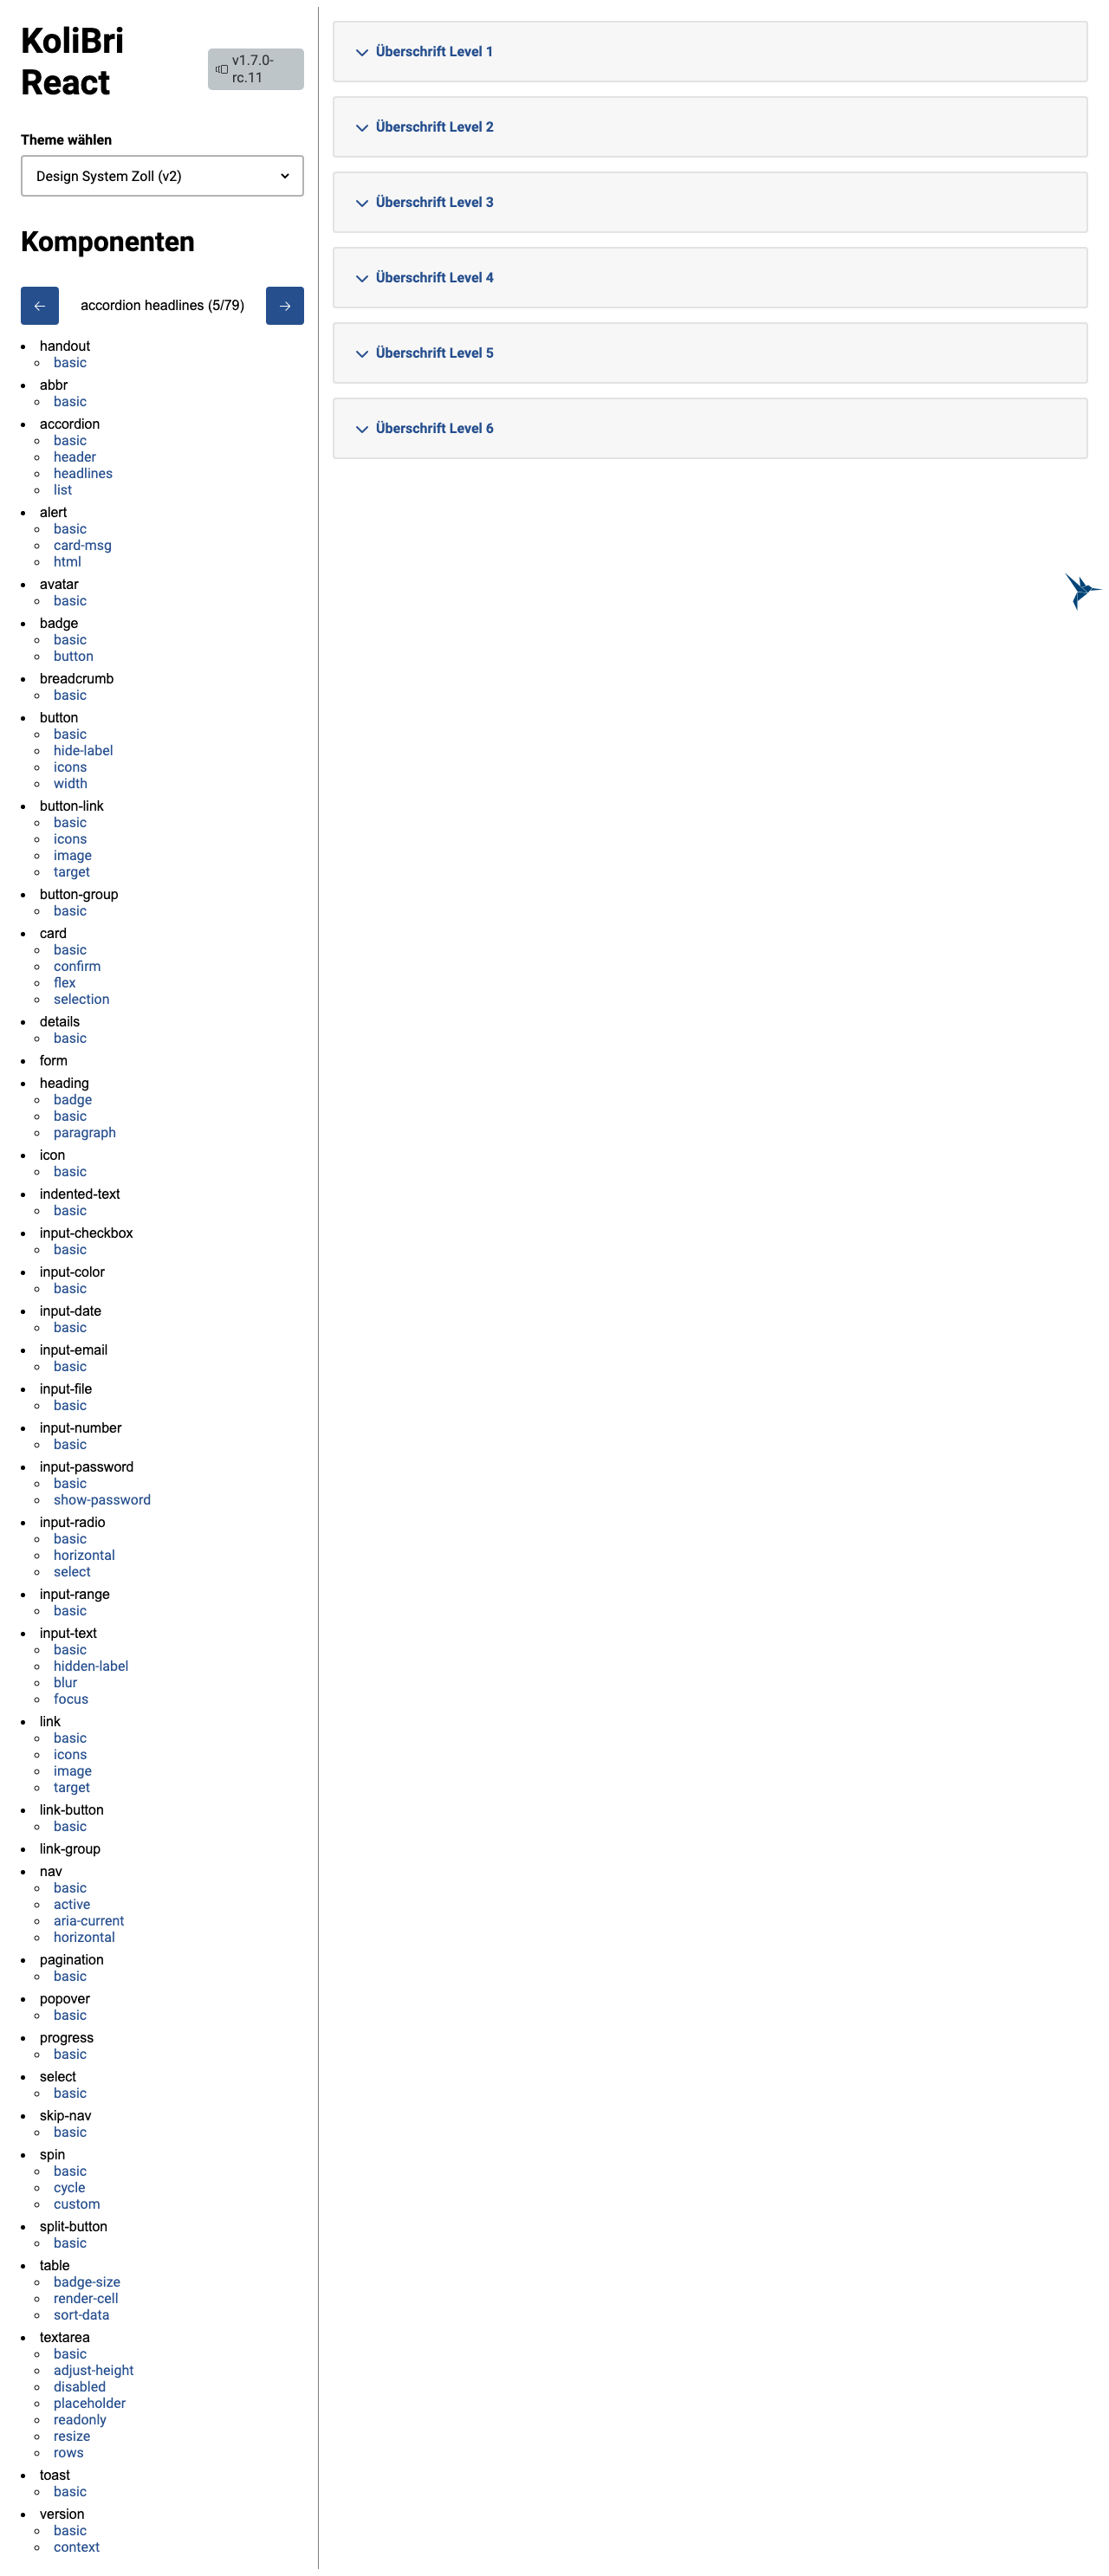 KoliBri
React
v1.7.0-
rc.11
Theme wählen
Design System Zoll (v2)
Komponenten
accordion headlines (5/79)
handout
basic
abbr
basic
accordion
basic
header
headlines
list
alert
basic
card-msg
html
avatar
basic
badge
basic
button
breadcrumb
basic
button
basic
hide-label
icons
width
button-link
basic
icons
image
target
button-group
basic
card
basic
confirm
flex
selection
details
basic
form
heading
badge
basic
paragraph
icon
basic
indented-text
basic
input-checkbox
basic
input-color
basic
input-date
basic
input-email
basic
input-file
basic
input-number
basic
input-password
basic
show-password
input-radio
basic
horizontal
select
input-range
basic
input-text
basic
hidden-label
blur
focus
link
basic
icons
image
target
link-button
basic
link-group
nav
basic
active
aria-current
horizontal
pagination
basic
popover
basic
progress
basic
select
basic
skip-nav
basic
spin
basic
cycle
custom
split-button
basic
table
badge-size
render-cell
sort-data
textarea
basic
adjust-height
disabled
placeholder
readonly
resize
rows
toast
basic
version
basic
context
Überschrift Level 1
Überschrift Level 2
Überschrift Level 3
Überschrift Level 4
Überschrift Level 5
Überschrift Level 6